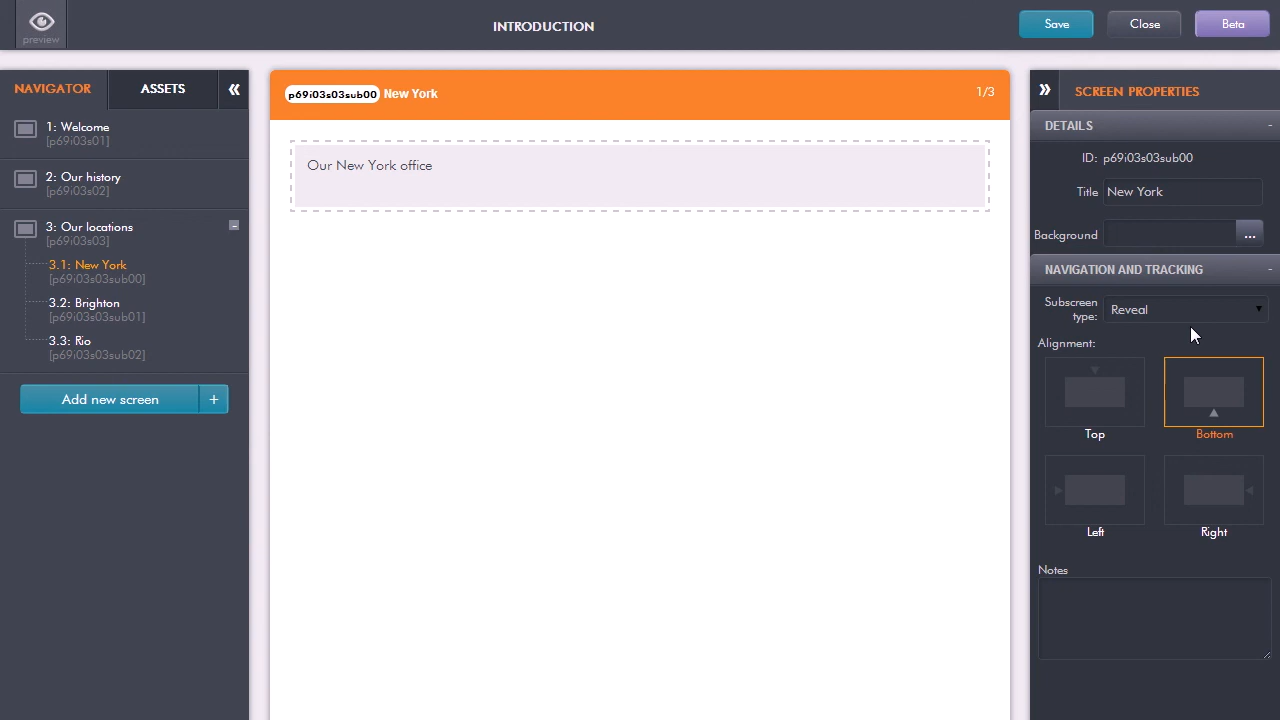 preview
INTRODUCTION
Save
Close
Beta
NAVIGATOR
ASSETS
«
1: Welcome
[p69i03s01]
2: Our history
[p69i03s02]
3: Our locations
[p69i03s03]
3.1: New York
[p69i03s03sub00]
3.2: Brighton
[p69i03s03sub01]
3.3: Rio
[p69i03s03sub02]
Add new screen +
p69i03s03sub00 New York
1/3
Our New York office
» SCREEN PROPERTIES
DETAILS -
ID: p69i03s03sub00
Title New York
Background ...
NAVIGATION AND TRACKING -
Subscreen
type: Reveal
Alignment:
Top
Bottom
Left
Right
Notes